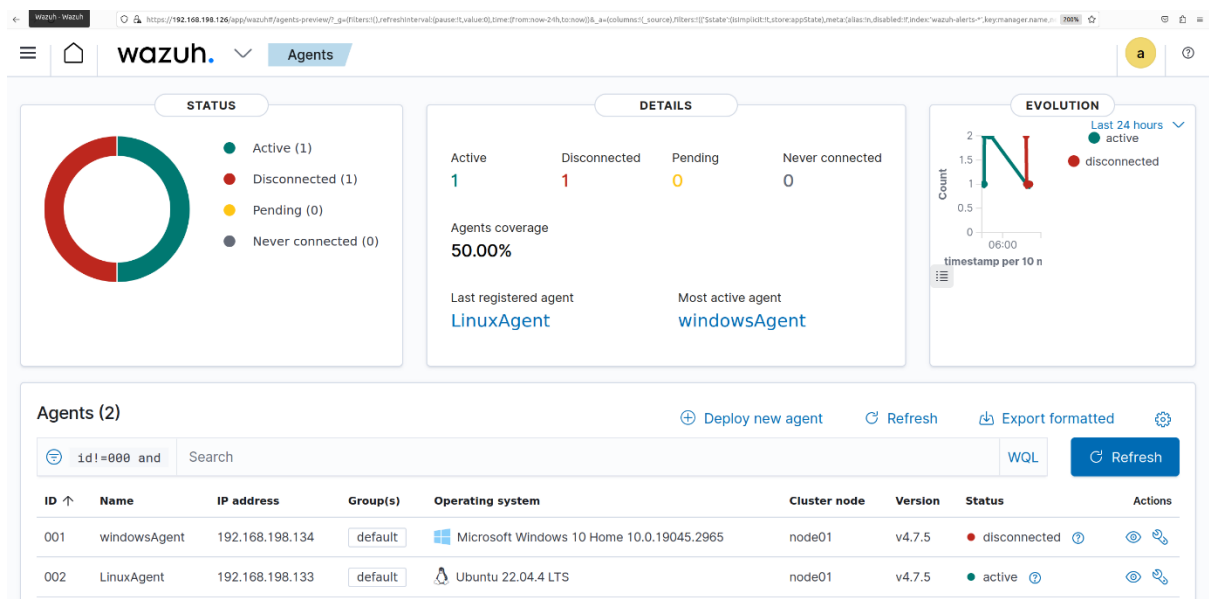 Wazuh - Wazuh
https://192.168.198.126/app/wazuh#/agents-preview/?_g=(filters:!(),refreshInterval:(pause:!t,value:0),time:(from:now-24h,to:now))&_a=(columns:!(_source),filters:!(('$state':(isImplicit:!t,store:appState),meta:(alias:!n,disabled:!f,index:'wazuh-alerts-*',key:manager.name,
200%
wazuh.
Agents
a
STATUS
Active (1)
Disconnected (1)
Pending (0)
Never connected (0)
DETAILS
Active Disconnected Pending Never connected
1 1 0 0
Agents coverage
50.00%
Last registered agent Most active agent
LinuxAgent windowsAgent
EVOLUTION
Last 24 hours
active
disconnected
Count
2
1.5
1
0.5
0
06:00
timestamp per 10 m
Agents (2)
Deploy new agent Refresh Export formatted
id!=000 and Search WQL Refresh
ID Name IP address Group(s) Operating system Cluster node Version Status Actions
001 windowsAgent 192.168.198.134 default Microsoft Windows 10 Home 10.0.19045.2965 node01 v4.7.5 disconnected
002 LinuxAgent 192.168.198.133 default Ubuntu 22.04.4 LTS node01 v4.7.5 active